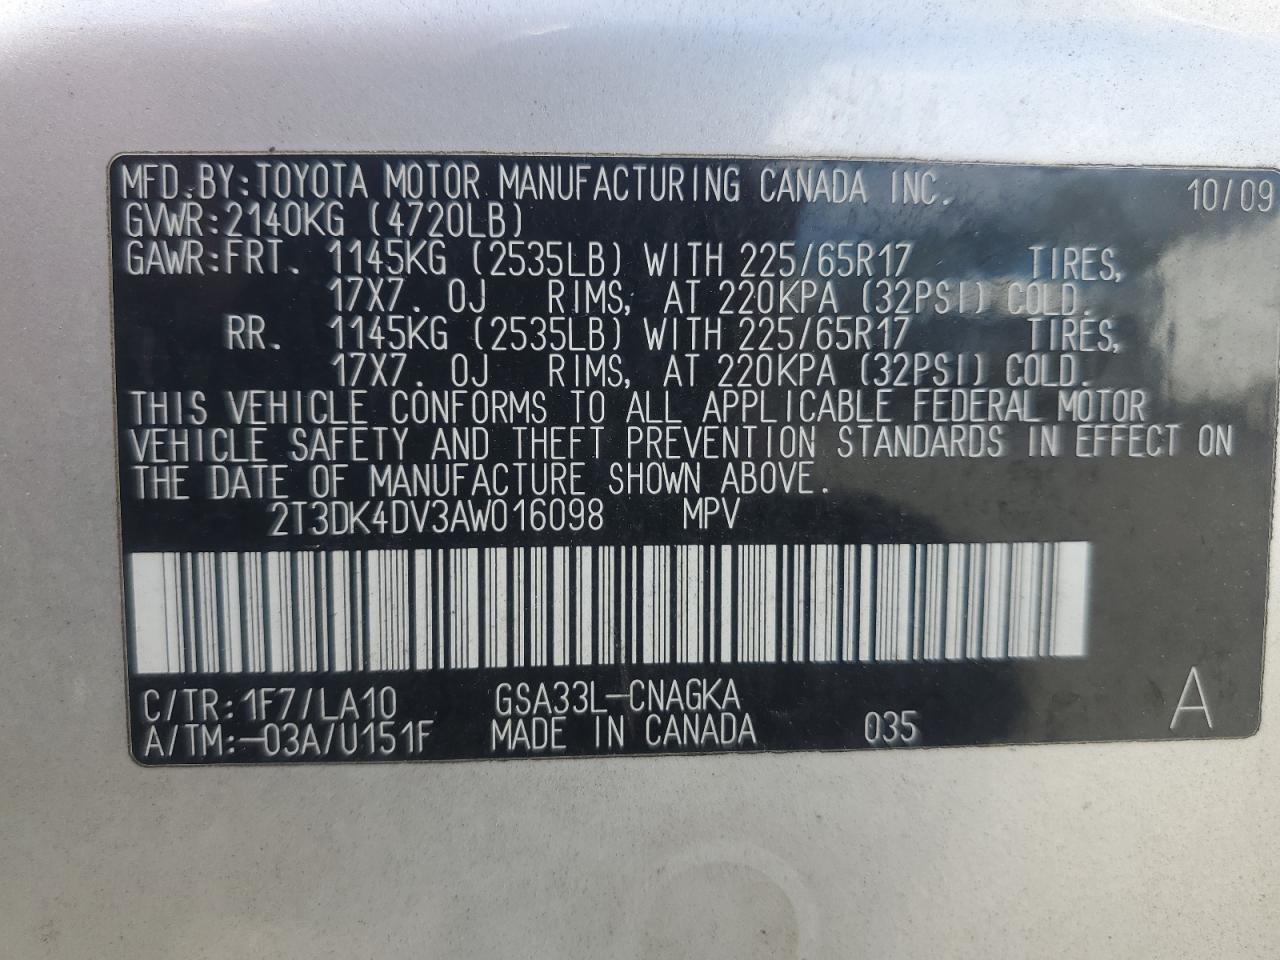 MFD.BY:TOYOTA MOTOR MANUFACTURING CANADA INC. 10/09
GVWR:2140KG (4720LB)
GAWR:FRT. 1145KG (2535LB) WITH 225/65R17 TIRES,
17X7.0J RIMS, AT 220KPA (32PSI) COLD.
RR. 1145KG (2535LB) WITH 225/65R17 TIRES,
17X7.0J RIMS, AT 220KPA (32PSI) COLD.
THIS VEHICLE CONFORMS TO ALL APPLICABLE FEDERAL MOTOR
VEHICLE SAFETY AND THEFT PREVENTION STANDARDS IN EFFECT ON
THE DATE OF MANUFACTURE SHOWN ABOVE.
2T3DK4DV3AW016098 MPV
C/TR:1F7/LA10 GSA33L-CNAGKA A
A/TM:-03A/U151F MADE IN CANADA 035